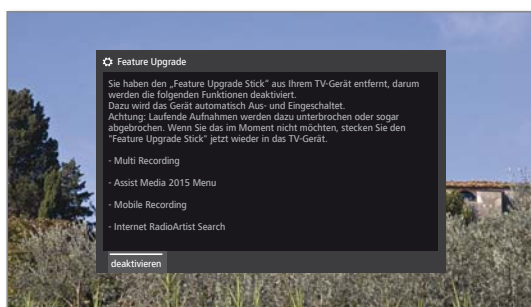 Feature Upgrade
Sie haben den „Feature Upgrade Stick" aus Ihrem TV-Gerät entfernt, darum
werden die folgenden Funktionen deaktiviert.
Dazu wird das Gerät automatisch Aus- und Eingeschaltet.
Achtung: Laufende Aufnahmen werden dazu unterbrochen oder sogar
abgebrochen. Wenn Sie das im Moment nicht möchten, stecken Sie den
"Feature Upgrade Stick" jetzt wieder in das TV-Gerät.
- Multi Recording
- Assist Media 2015 Menu
- Mobile Recording
- Internet RadioArtist Search
deaktivieren